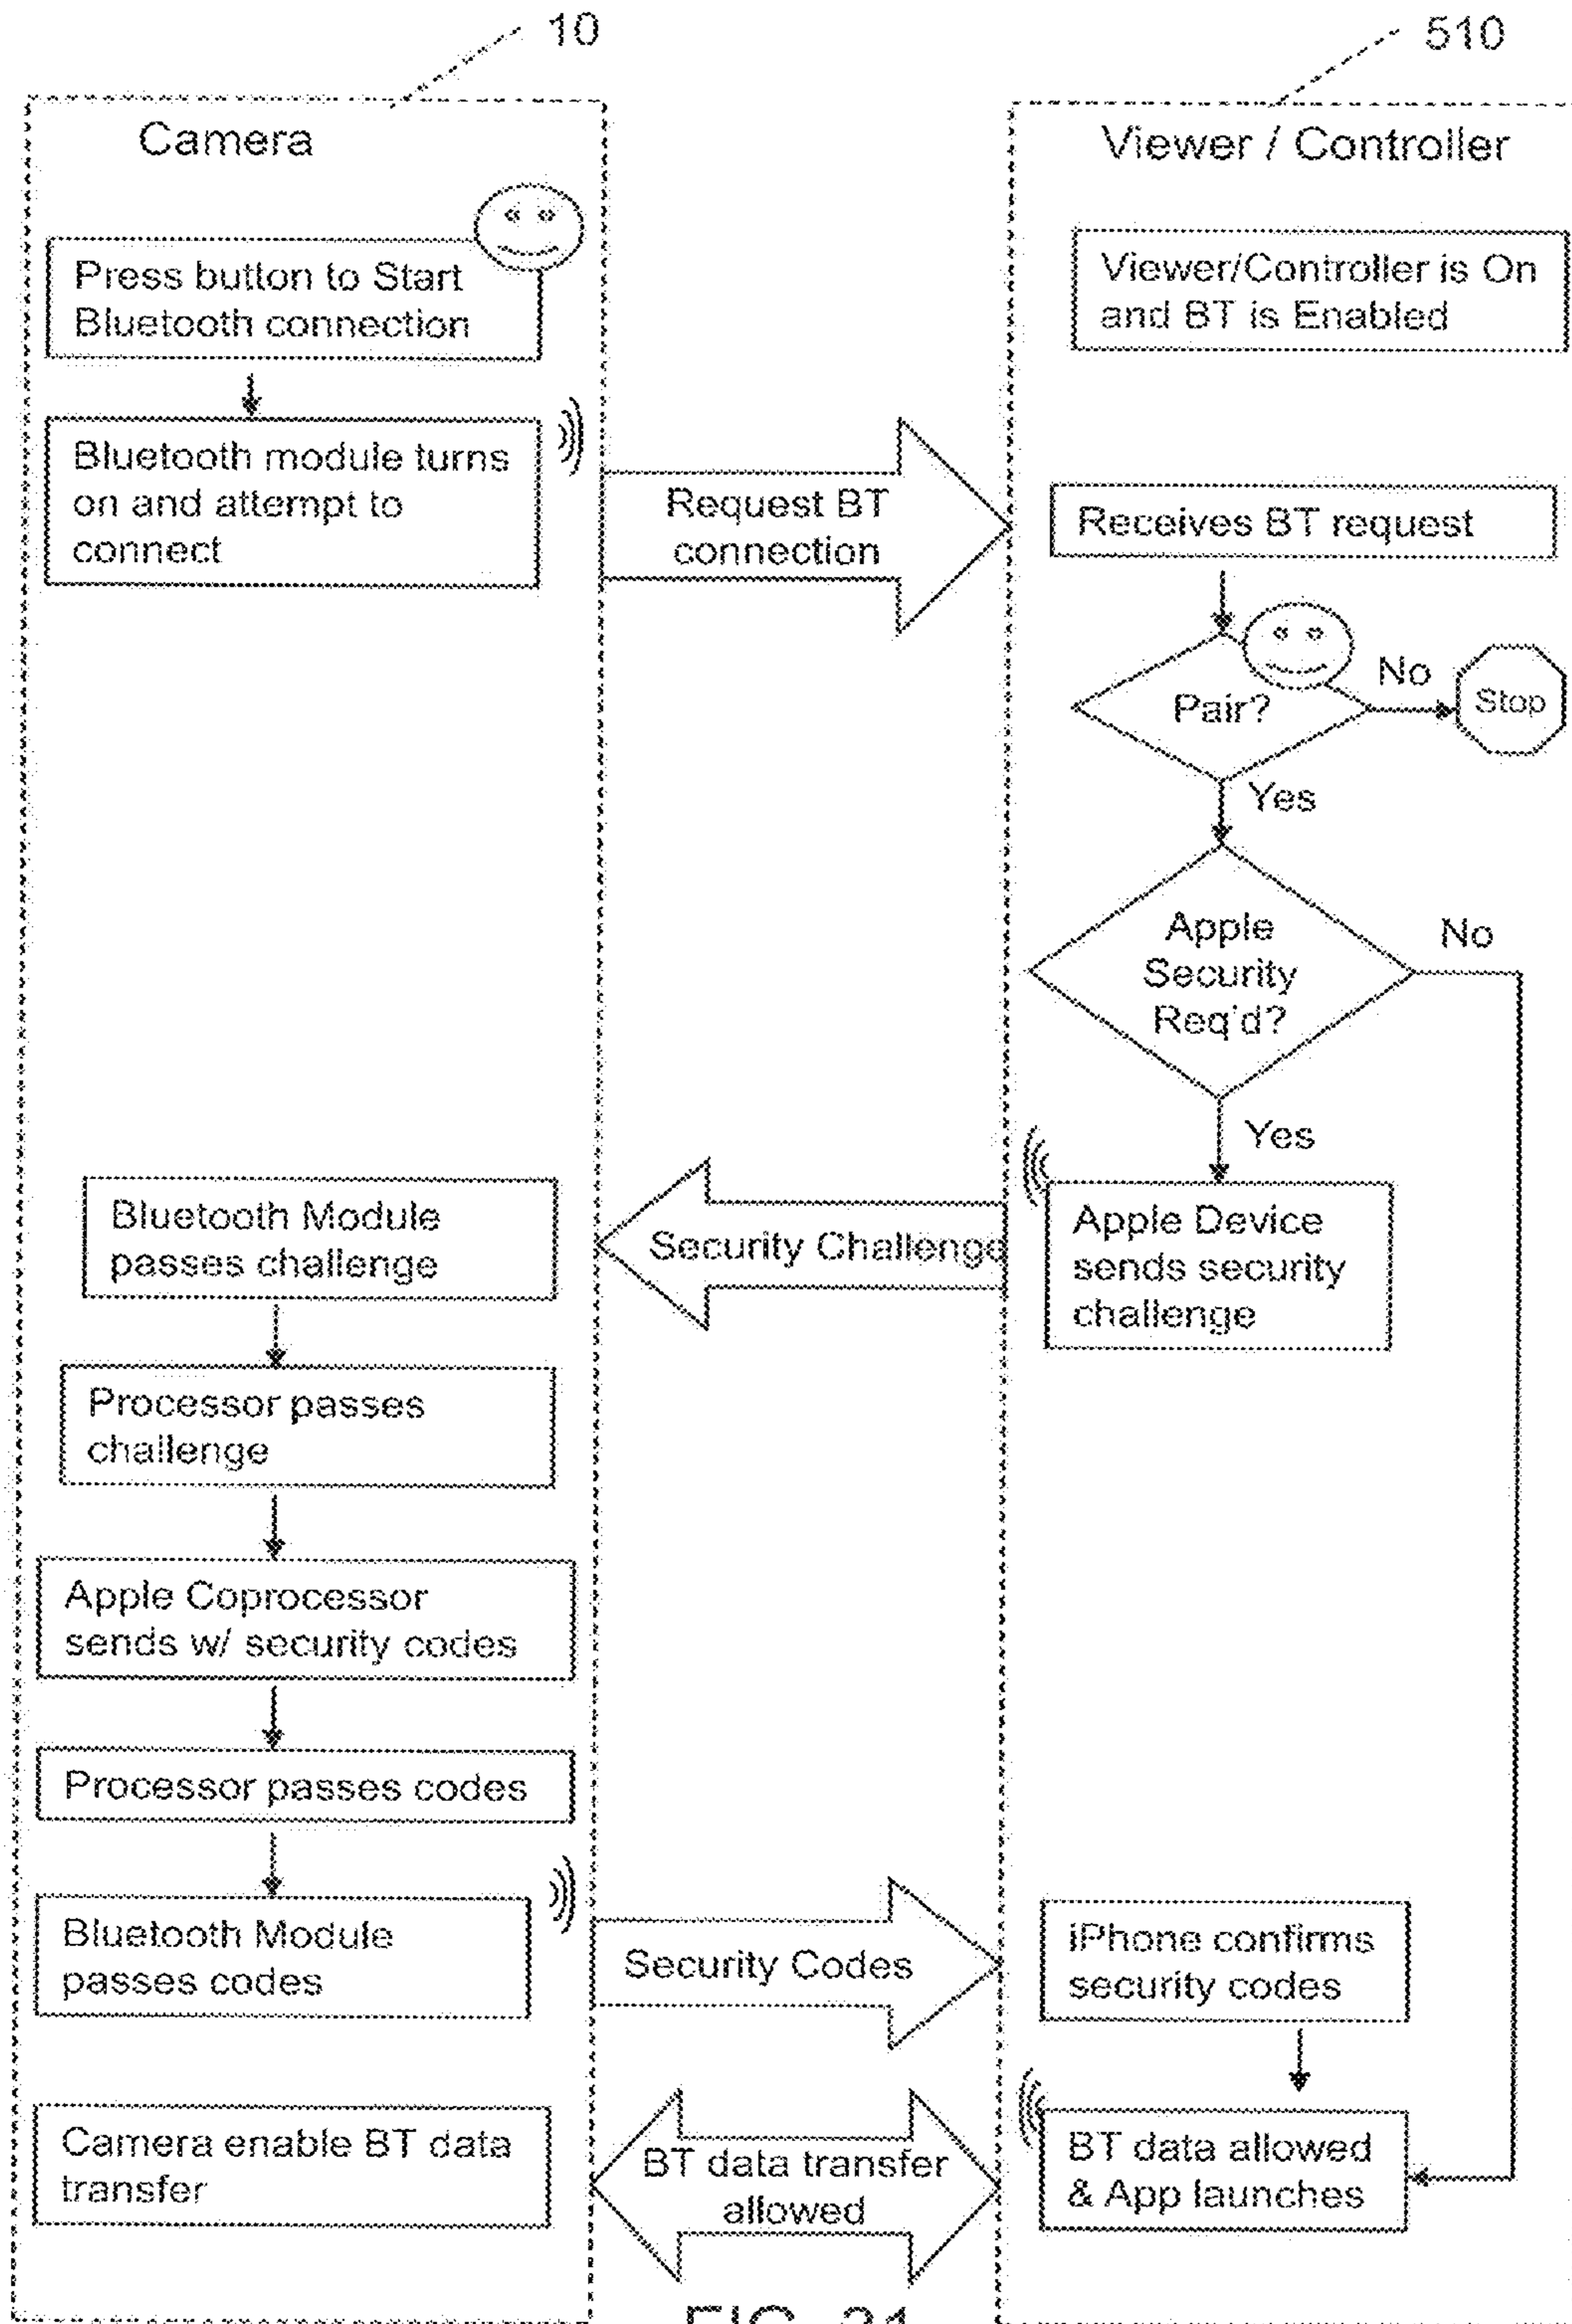 10
510
Camera
Viewer / Controller
Press button to Start
Bluetooth connection
Viewer/Controller is On
and BT is Enabled
Bluetooth module turns
on and attempt to
connect
Request BT
connection
Receives BT request
Pair?
No
Stop
Yes
Apple
Security
Req'd?
No
Yes
Apple Device
sends security
challenge
Security Challenge
Bluetooth Module
passes challenge
Processor passes
challenge
Apple Coprocessor
sends w/ security codes
Processor passes codes
Bluetooth Module
passes codes
Security Codes
iPhone confirms
security codes
Camera enable BT data
transfer
BT data transfer
allowed
BT data allowed
& App launches